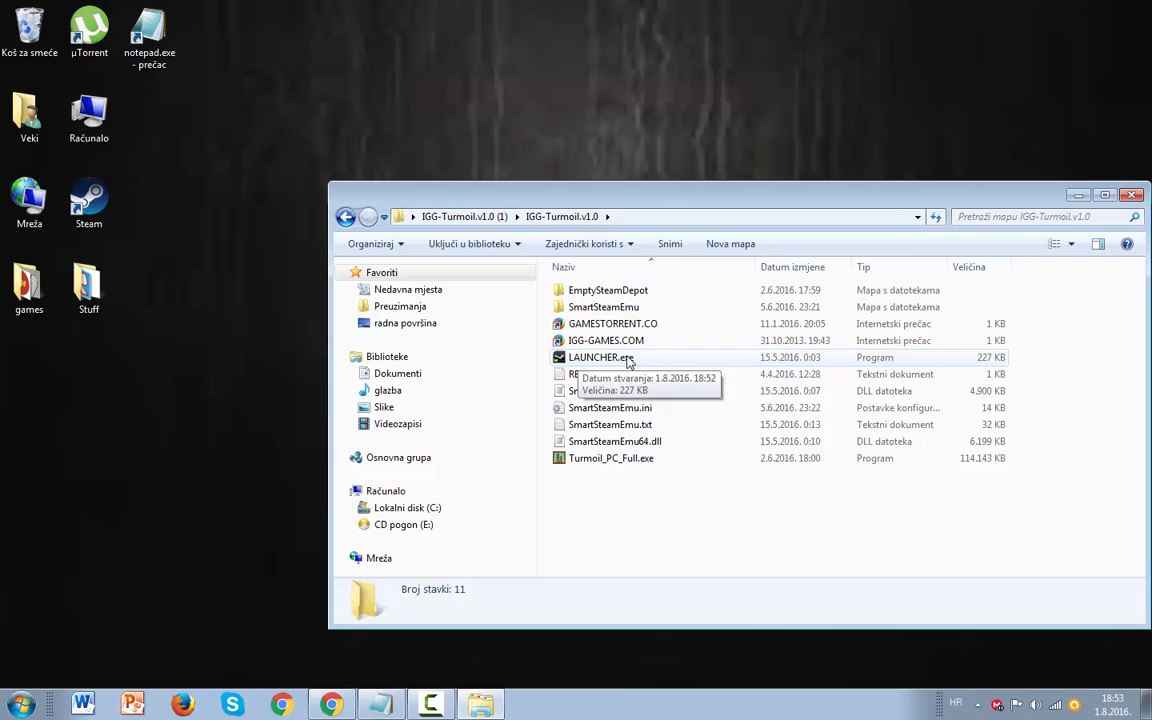 Koš za smeće
µTorrent
notepad.exe
- prečac
Veki
Računalo
Mreža
Steam
games
Stuff
IGG-Turmoil.v1.0 (1)
IGG-Turmoil.v1.0
Pretraži mapu IGG-Turmoil.v1.0
Organiziraj
Uključi u biblioteku
Zajednički koristi s
Snimi
Nova mapa
Favoriti
Nedavna mjesta
Preuzimanja
radna površina
Biblioteke
Dokumenti
glazba
Slike
Videozapisi
Osnovna grupa
Računalo
Lokalni disk (C:)
CD pogon (E:)
Mreža
Naziv Datum izmjene Tip Veličina
EmptySteamDepot 2.6.2016. 17:59 Mapa s datotekama
SmartSteamEmu 5.6.2016. 23:21 Mapa s datotekama
GAMESTORRENT.CO 11.1.2016. 20:05 Internetski prečac 1 KB
IGG-GAMES.COM 31.10.2013. 19:43 Internetski prečac 1 KB
LAUNCHER.exe 15.5.2016. 0:03 Program 227 KB
RE 4.4.2016. 12:28 Tekstni dokument 1 KB
Datum stvaranja: 1.8.2016. 18:52
Veličina: 227 KB
15.5.2016. 0:07 DLL datoteka 4.900 KB
SmartSteamEmu.ini 5.6.2016. 23:22 Postavke konfigur... 14 KB
SmartSteamEmu.txt 15.5.2016. 0:13 Tekstni dokument 32 KB
SmartSteamEmu64.dll 15.5.2016. 0:10 DLL datoteka 6.199 KB
Turmoil_PC_Full.exe 2.6.2016. 18:00 Program 114.143 KB
Broj stavki: 11
HR
18:53
1.8.2016.